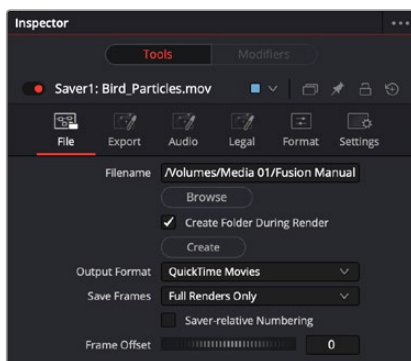 Inspector
Tools Modifiers
Saver1: Bird_Particles.mov
File Export Audio Legal Format Settings
Filename /Volumes/Media 01/Fusion Manual
Browse
Create Folder During Render
Create
Output Format QuickTime Movies
Save Frames Full Renders Only
Saver-relative Numbering
Frame Offset 0